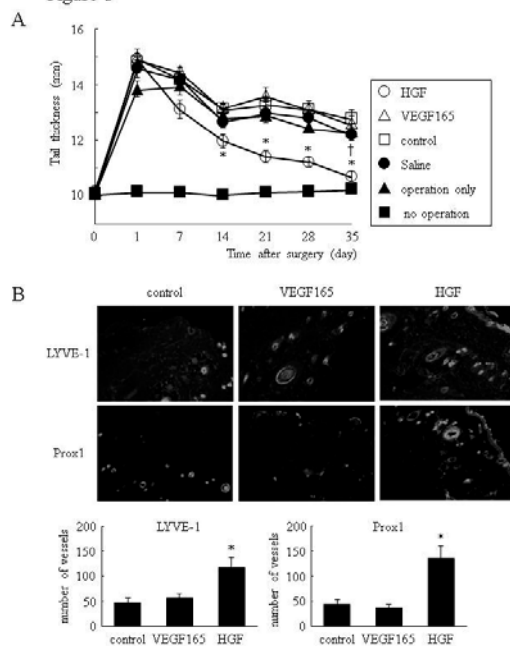 A
16
14
12
10
Tail thickness (mm)
*
*
*
*
†
*
0
1
7
14
21
28
35
Time after surgery (day)
HGF
VEGF165
control
Saline
operation only
no operation
B
control
VEGF165
HGF
LYVE-1
Prox1
LYVE-1
200
150
100
50
0
number of vessels
*
control
VEGF165
HGF
Prox1
200
150
100
50
0
number of vessels
*
control
VEGF165
HGF